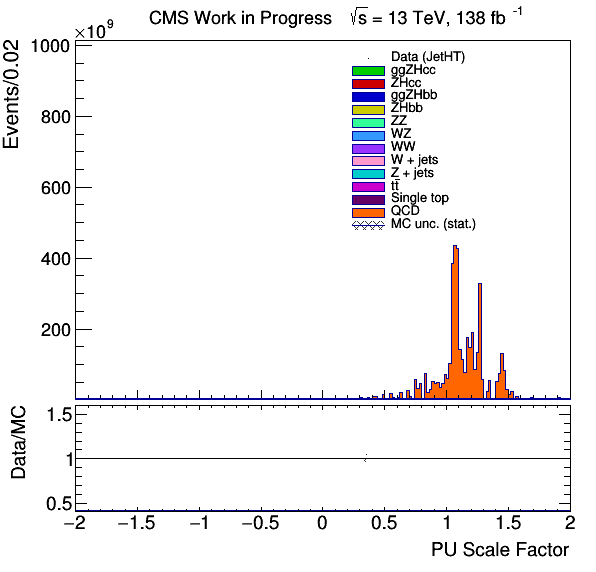 CMS Work in Progress √s = 13 TeV, 138 fb⁻¹
×10⁹
Events/0.02
1000
800
600
400
200
Data (JetHT)
ggZHcc
ZHcc
ggZHbb
ZHbb
ZZ
WZ
WW
W + jets
Z + jets
tt̄
Single top
QCD
MC unc. (stat.)
Data/MC
1.5
1
0.5
−2 −1.5 −1 −0.5 0 0.5 1 1.5 2
PU Scale Factor